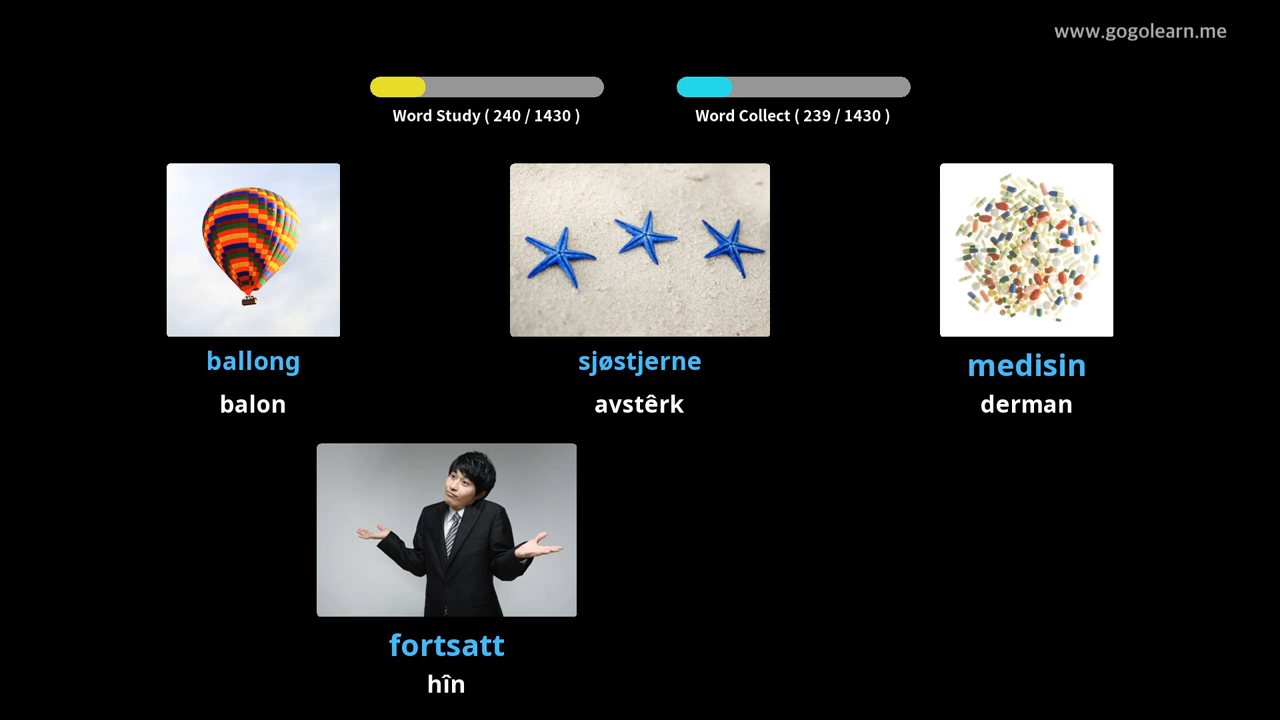 www.gogolearn.me
Word Study ( 240 / 1430 )
Word Collect ( 239 / 1430 )
ballong
balon
sjøstjerne
avstêrk
medisin
derman
fortsatt
hîn